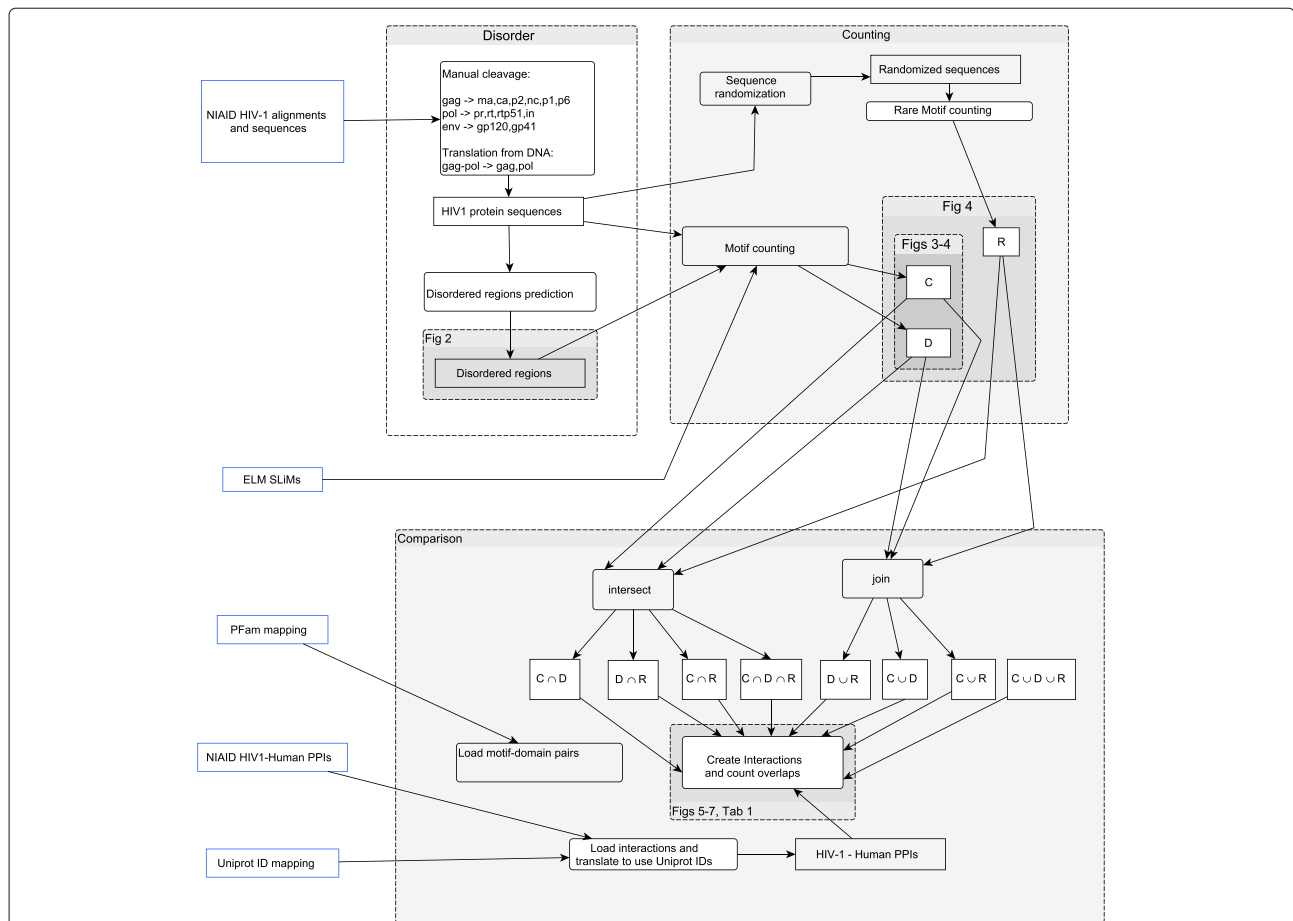 Disorder
Manual cleavage:
gag -> ma,ca,p2,nc,p1,p6
pol -> pr,rt,rtp51,in
env -> gp120,gp41
Translation from DNA:
gag-pol -> gag,pol
HIV1 protein sequences
Disordered regions prediction
Fig 2
Disordered regions
NIAID HIV-1 alignments
and sequences
Counting
Sequence
randomization
Randomized sequences
Rare Motif counting
Motif counting
Fig 4
Figs 3-4
C
D
R
ELM SLiMs
Comparison
intersect
join
PFam mapping
C ∩ D
D ∩ R
C ∩ R
C ∩ D ∩ R
D ∪ R
C ∪ D
C ∪ R
C ∪ D ∪ R
Load motif-domain pairs
Create Interactions
and count overlaps
Figs 5-7, Tab 1
NIAID HIV1-Human PPIs
Uniprot ID mapping
Load interactions and
translate to use Uniprot IDs
HIV-1 - Human PPIs